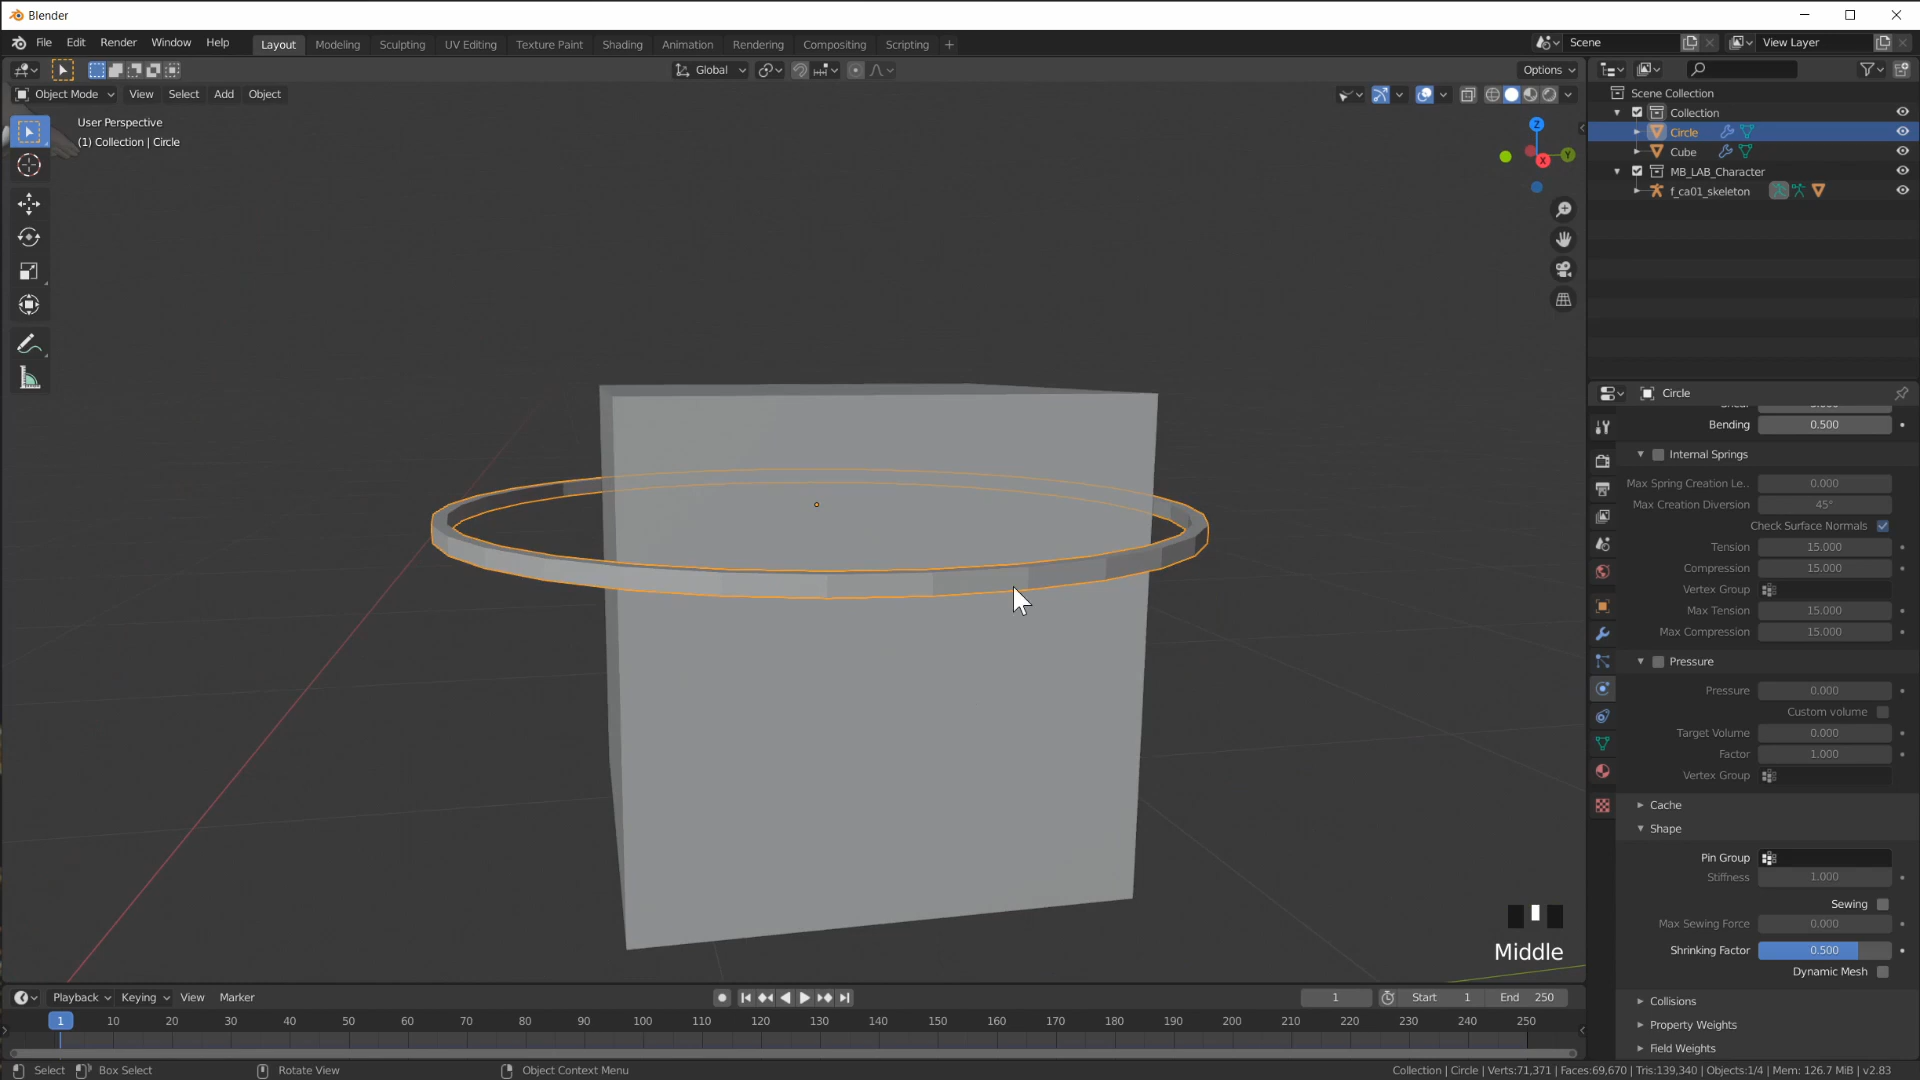 Blender
File Edit Render Window Help Layout Modeling Sculpting UV Editing Texture Paint Shading Animation Rendering Compositing Scripting + Scene View Layer
Global Options
Object Mode View Select Add Object
User Perspective
(1) Collection | Circle
Z
Y
X
Scene Collection
Collection
Circle
Cube
MB_LAB_Character
f_ca01_skeleton
Circle
Bending 0.500
Internal Springs
Max Spring Creation Le.. 0.000
Max Creation Diversion 45°
Check Surface Normals
Tension 15.000
Compression 15.000
Vertex Group
Max Tension 15.000
Max Compression 15.000
Pressure
Pressure 0.000
Custom volume
Target Volume 0.000
Factor 1.000
Vertex Group
Cache
Shape
Pin Group
Stiffness 1.000
Sewing
Max Sewing Force 0.000
Shrinking Factor 0.500
Dynamic Mesh
Collisions
Property Weights
Field Weights
Middle
Playback Keying View Marker 1 Start 1 End 250
1 10 20 30 40 50 60 70 80 90 100 110 120 130 140 150 160 170 180 190 200 210 220 230 240 250
Select Box Select Rotate View Object Context Menu Collection | Circle | Verts:71,371 | Faces:69,670 | Tris:139,340 | Objects:1/4 | Mem: 126.7 MiB | v2.83